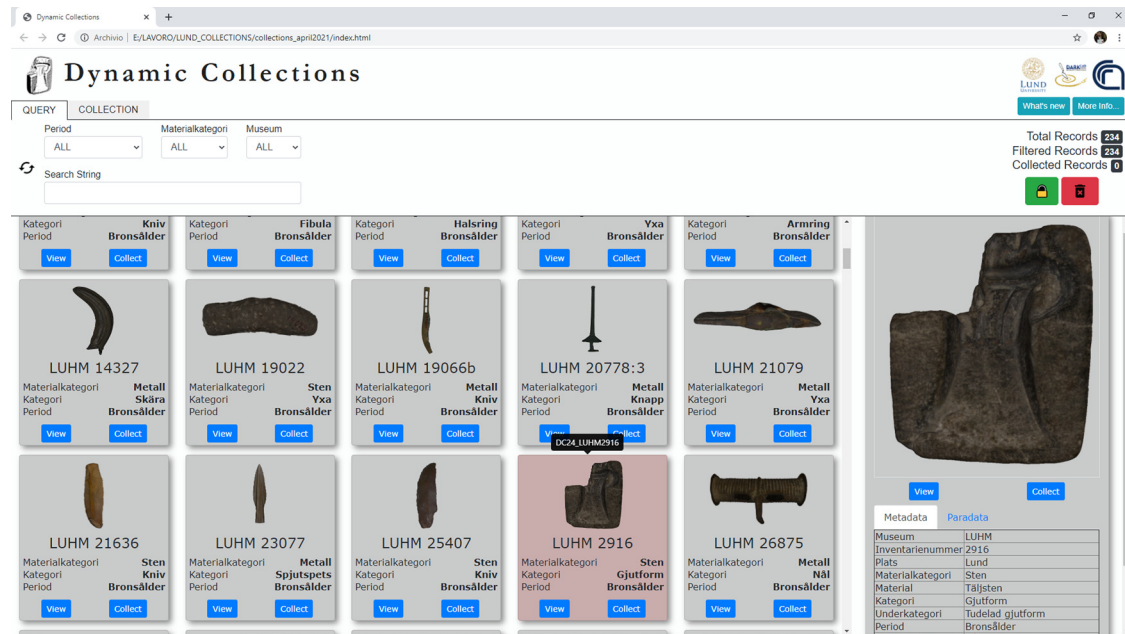 Dynamic Collections
Archivio E:/LAVORO/LUND_COLLECTIONS/collections_april2021/index.html
Dynamic Collections
LUND
UNIVERSITY
DARK
QUERY COLLECTION
What's new More Info...
Period Materialkategori Museum
ALL ALL ALL
Search String
Total Records 234
Filtered Records 234
Collected Records 0
Kategori Kniv Kategori Fibula Kategori Halsring Kategori Yxa Kategori Armring
Period Bronsålder Period Bronsålder Period Bronsålder Period Bronsålder Period Bronsålder
View Collect View Collect View Collect View Collect View Collect
LUHM 14327 LUHM 19022 LUHM 19066b LUHM 20778:3 LUHM 21079
Materialkategori Metall Materialkategori Sten Materialkategori Metall Materialkategori Metall Materialkategori Metall
Kategori Skära Kategori Yxa Kategori Kniv Kategori Knapp Kategori Yxa
Period Bronsålder Period Bronsålder Period Bronsålder Period Bronsålder Period Bronsålder
View Collect View Collect View Collect View Collect View Collect
DC24_LUHM2916
LUHM 21636 LUHM 23077 LUHM 25407 LUHM 2916 LUHM 26875
Materialkategori Sten Materialkategori Metall Materialkategori Sten Materialkategori Sten Materialkategori Metall
Kategori Kniv Kategori Spjutspets Kategori Kniv Kategori Gjutform Kategori Nål
Period Bronsålder Period Bronsålder Period Bronsålder Period Bronsålder Period Bronsålder
View Collect View Collect View Collect View Collect View Collect
View Collect
Metadata Paradata
Museum LUHM
Inventarienummer 2916
Plats Lund
Materialkategori Sten
Material Täljsten
Kategori Gjutform
Underkategori Tudelad gjutform
Period Bronsålder